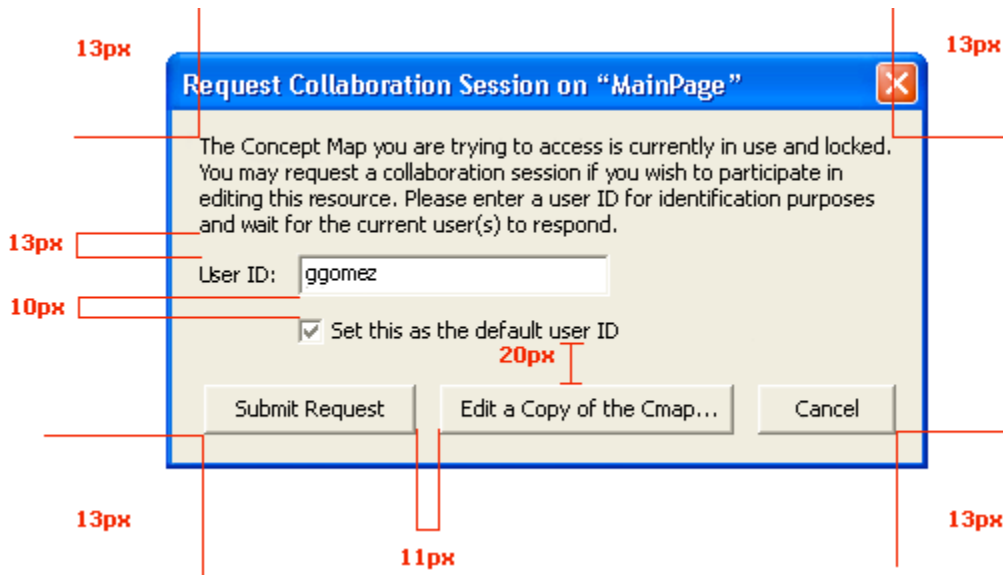 13px
13px
Request Collaboration Session on “MainPage”
The Concept Map you are trying to access is currently in use and locked.
You may request a collaboration session if you wish to participate in
editing this resource. Please enter a user ID for identification purposes
and wait for the current user(s) to respond.
13px
User ID: ggomez
10px
Set this as the default user ID
20px
Submit Request
Edit a Copy of the Cmap...
Cancel
13px
13px
11px